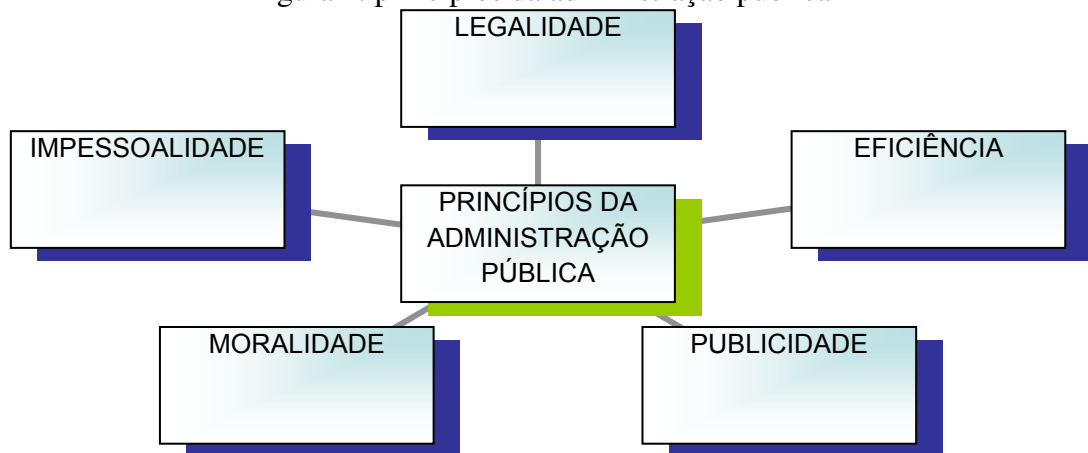 LEGALIDADE
IMPESSOALIDADE
EFICIÊNCIA
PRINCÍPIOS DA
ADMINISTRAÇÃO
PÚBLICA
MORALIDADE
PUBLICIDADE